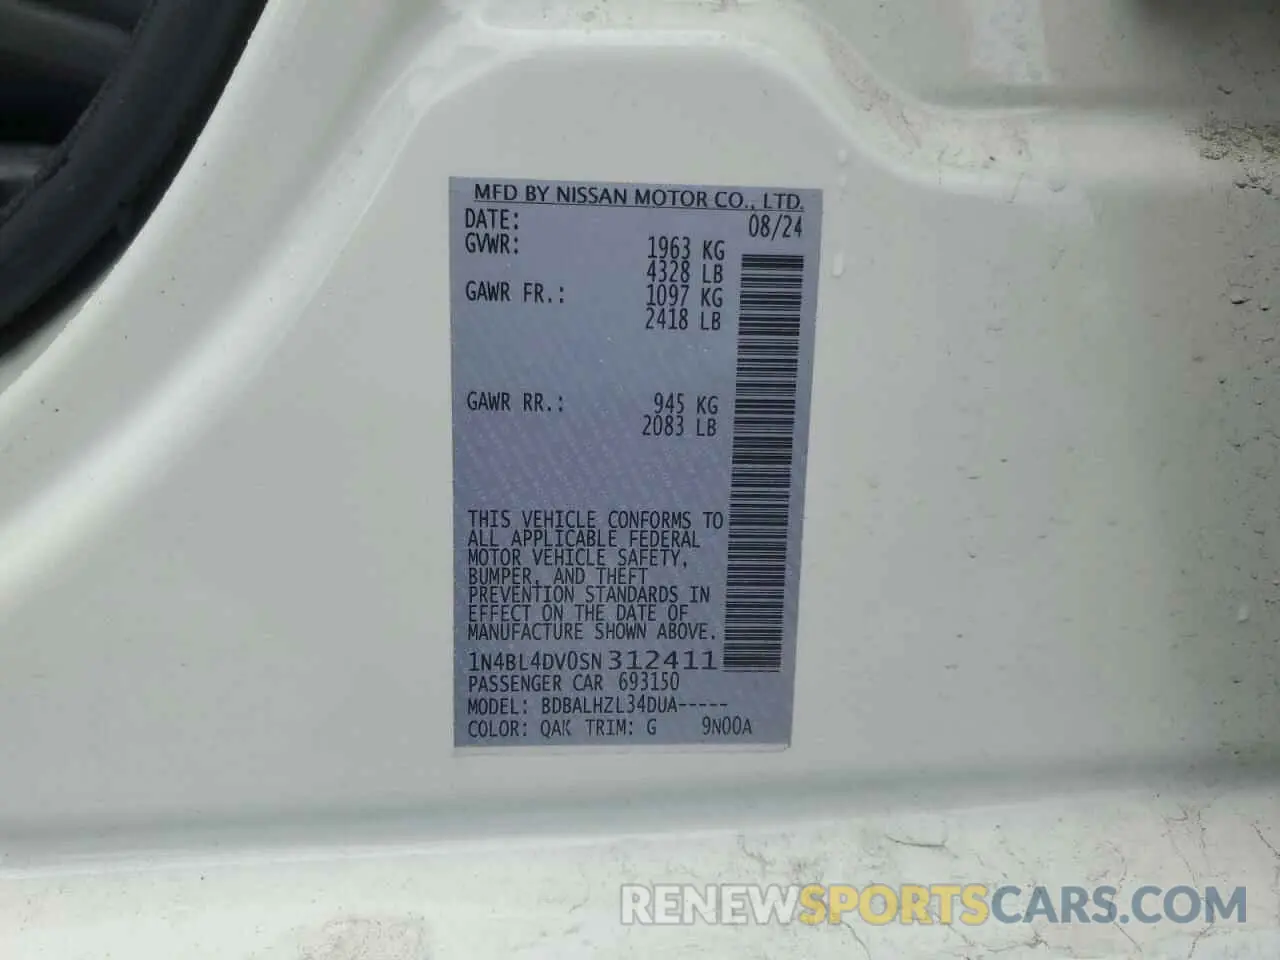 MFD BY NISSAN MOTOR CO., LTD.
DATE: 08/24
GVWR: 1963 KG
4328 LB
GAWR FR.: 1097 KG
2418 LB
GAWR RR.: 945 KG
2083 LB
THIS VEHICLE CONFORMS TO
ALL APPLICABLE FEDERAL
MOTOR VEHICLE SAFETY,
BUMPER, AND THEFT
PREVENTION STANDARDS IN
EFFECT ON THE DATE OF
MANUFACTURE SHOWN ABOVE.
1N4BL4DV0SN312411
PASSENGER CAR 693150
MODEL: BDBALHZL34DUA-----
COLOR: QAK TRIM: G 9N00A
RENEWSPORTSCARS.COM